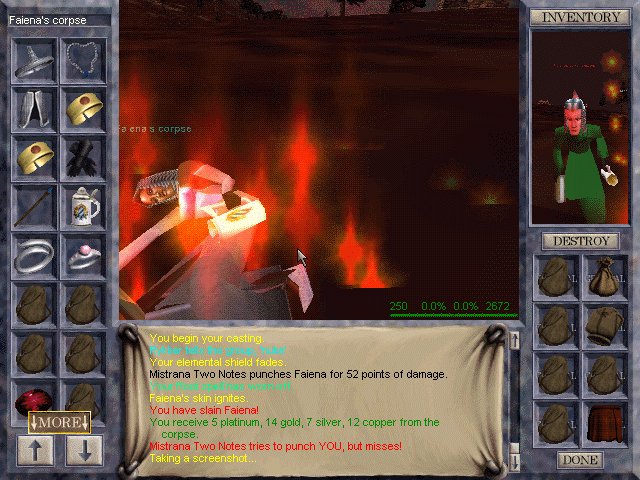 Faiena's corpse
INVENTORY
ena's corpse
DESTROY
250 0.0% 0.0% 2672
You begin your casting.
Your elemental shield fades.
Mistrana Two Notes punches Faiena for 52 points of damage.
Faiena's skin ignites.
You have slain Faiena!
You receive 5 platinum, 14 gold, 7 silver, 12 copper from the
corpse.
Mistrana Two Notes tries to punch YOU, but misses!
Taking a screenshot...
MORE
DONE